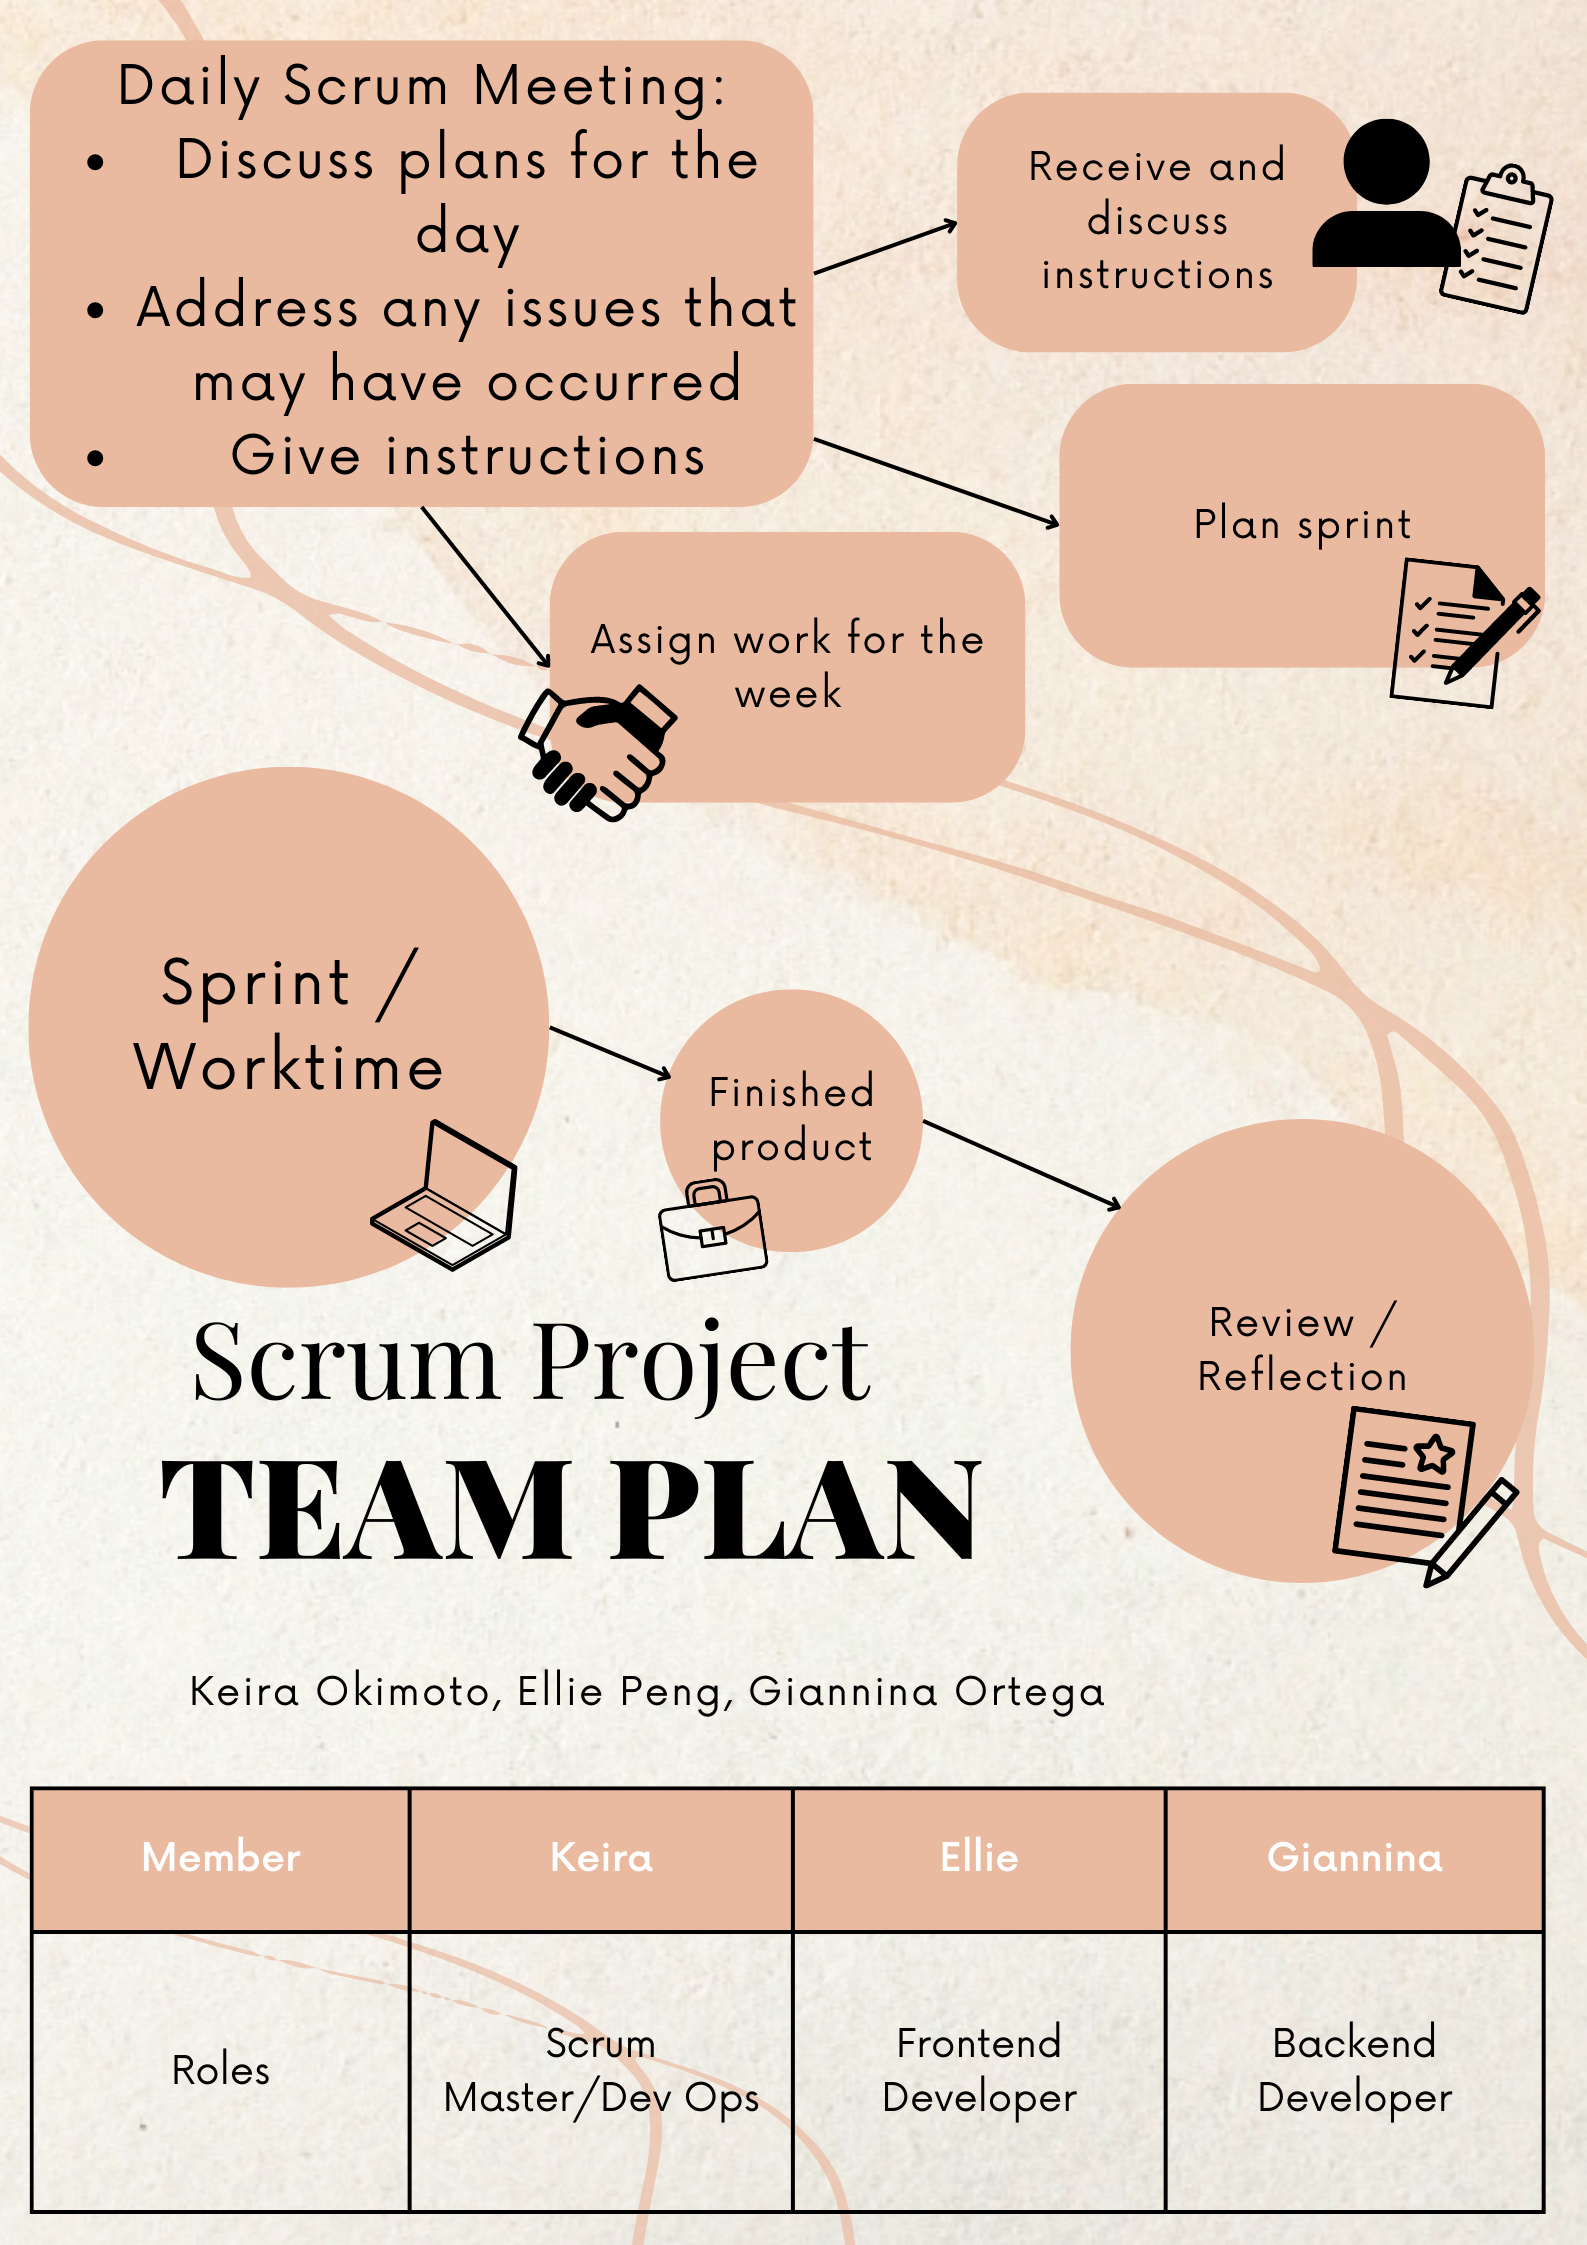 Daily Scrum Meeting:
• Discuss plans for the
day
• Address any issues that
may have occurred
• Give instructions
Receive and
discuss
instructions
Plan sprint
Assign work for the
week
Sprint /
Worktime
Finished
product
Review /
Reflection
Scrum Project
TEAM PLAN
Keira Okimoto, Ellie Peng, Giannina Ortega
Member Keira Ellie Giannina
Roles
Scrum
Master/Dev Ops
Frontend
Developer
Backend
Developer